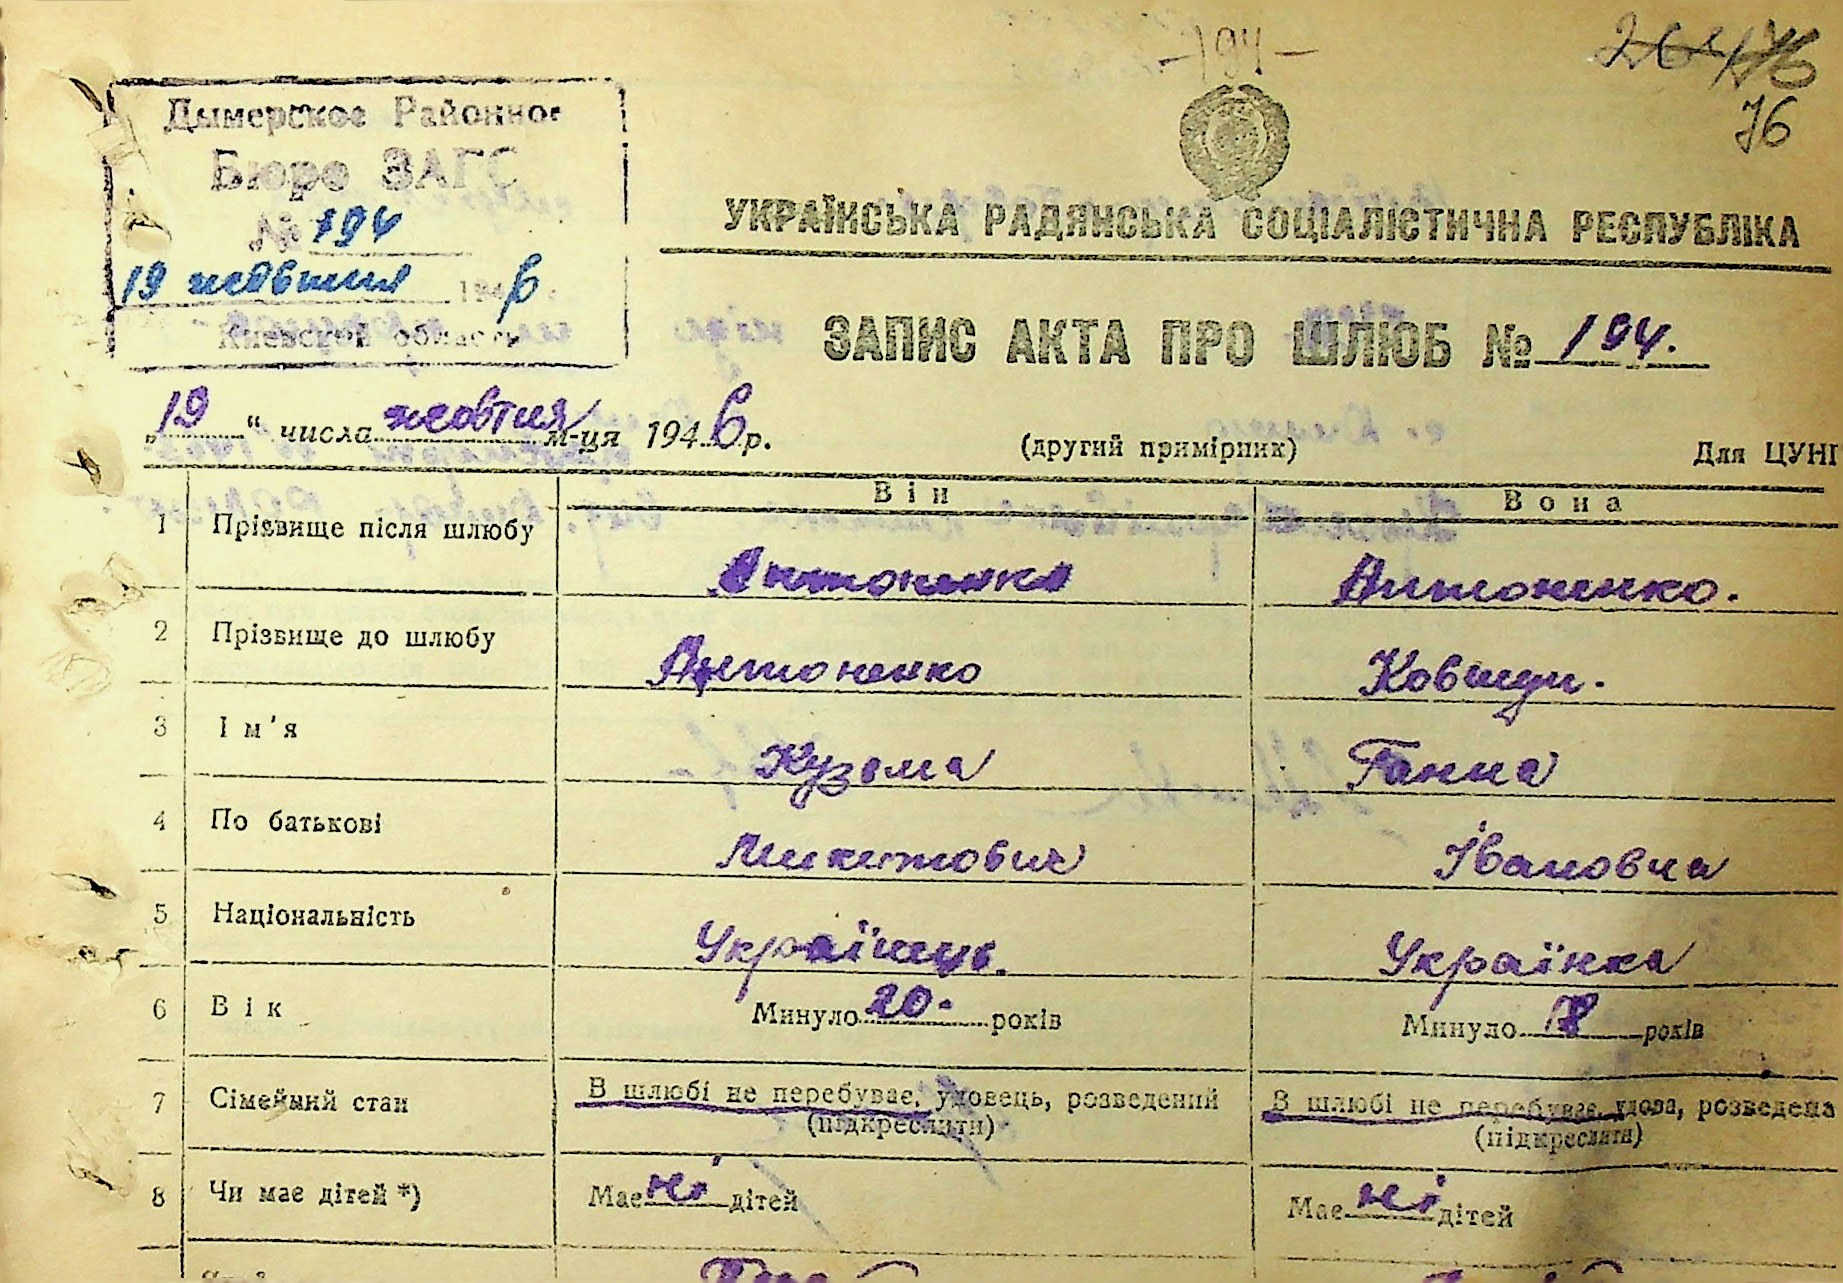 -194-
76
Дымерское Районное
Бюро ЗАГС
№ 194
19 жовтня 1946
Киевской области
УКРАЇНСЬКА РАДЯНСЬКА СОЦІАЛІСТИЧНА РЕСПУБЛІКА
ЗАПИС АКТА ПРО ШЛЮБ № 194.
„19“ числа жовтня м-ця 1946 р.
(другий примірник)
Для ЦУНГ
Він
Вона
1 Прізвище після шлюбу Антоненко Антоненко.
2 Прізвище до шлюбу Антоненко
3 Ім'я Кузьма Ганна
4 По батькові Микитович Івановна
5 Національність Українець. Українка
6 Вік Минуло 20. років Минуло 18 років
7 Сімейний стан В шлюбі не перебуває, удовець, розведений В шлюбі не перебуває, удова, розведена
(підкреслити) (підкреслити)
8 Чи має дітей *) Має ні дітей Має ні дітей